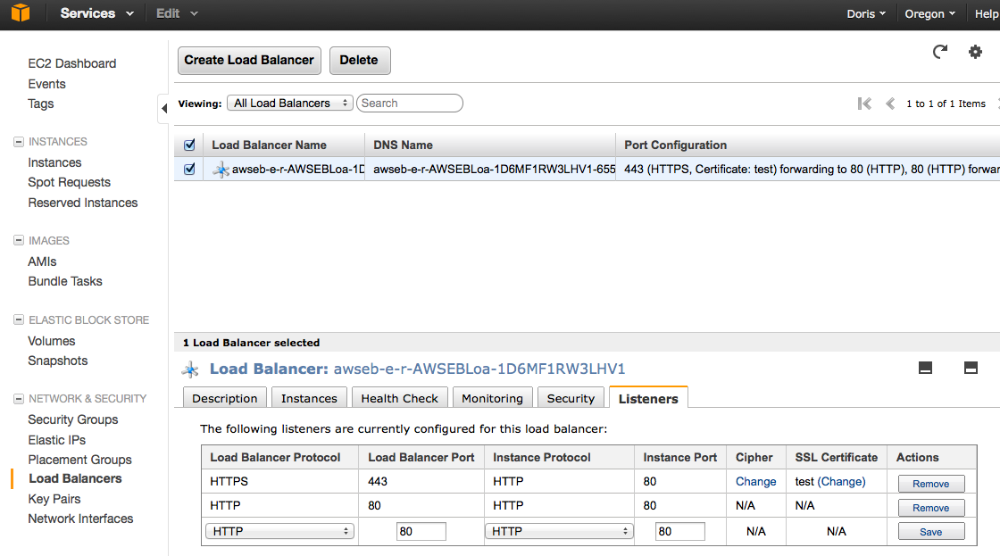 Services Edit Doris Oregon Help
EC2 Dashboard
Events
Tags
INSTANCES
Instances
Spot Requests
Reserved Instances
IMAGES
AMIs
Bundle Tasks
ELASTIC BLOCK STORE
Volumes
Snapshots
NETWORK & SECURITY
Security Groups
Elastic IPs
Placement Groups
Load Balancers
Key Pairs
Network Interfaces
Create Load Balancer Delete
Viewing: All Load Balancers Search 1 to 1 of 1 Items
Load Balancer Name DNS Name Port Configuration
awseb-e-r-AWSEBLoa-1D awseb-e-r-AWSEBLoa-1D6MF1RW3LHV1-655 443 (HTTPS, Certificate: test) forwarding to 80 (HTTP), 80 (HTTP) forwar
1 Load Balancer selected
Load Balancer: awseb-e-r-AWSEBLoa-1D6MF1RW3LHV1
Description Instances Health Check Monitoring Security Listeners
The following listeners are currently configured for this load balancer:
Load Balancer Protocol Load Balancer Port Instance Protocol Instance Port Cipher SSL Certificate Actions
HTTPS 443 HTTP 80 Change test (Change) Remove
HTTP 80 HTTP 80 N/A N/A Remove
HTTP 80 HTTP 80 N/A N/A Save